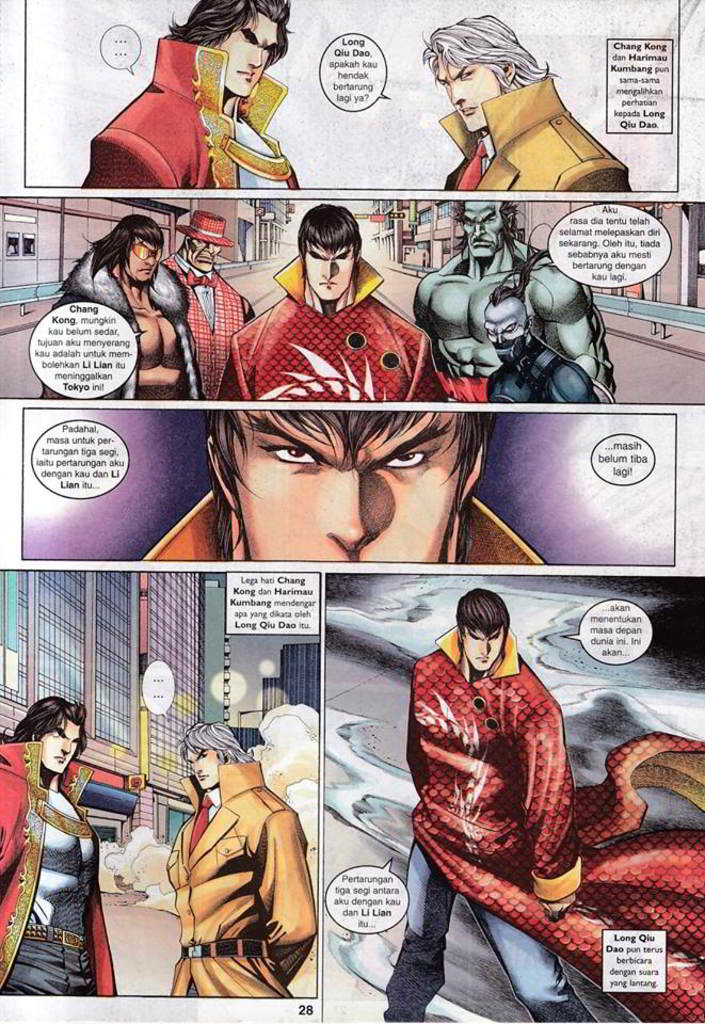 ...
...
Long
Qiu Dao,
apakah kau
hendak
bertarung
lagi ya?
Chang Kong
dan Harimau
Kumbang pun
sama-sama
mengalihkan
perhatian
kepada Long
Qiu Dao.
Aku
rasa dia tentu telah
selamat melepaskan diri
sekarang. Oleh itu, tiada
sebabnya aku mesti
bertarung dengan
kau lagi.
Chang
Kong, mungkin
kau belum sedar,
tujuan aku menyerang
kau adalah untuk mem-
bolehkan Li Lian itu
meninggalkan
Tokyo ini!
Padahal,
masa untuk per-
tarungan tiga segi,
iaitu pertarungan aku
dengan kau dan Li
Lian itu...
...masih
belum tiba
lagi!
Lega hati Chang
Kong dan Harimau
Kumbang mendengar
apa yang dikata oleh
Long Qiu Dao itu.
...
...
Pertarungan
tiga segi antara
aku dengan kau
dan Li Lian
itu...
...akan
menentukan
masa depan
dunia ini. Ini
akan...
Long Qiu
Dao pun terus
berbicara
dengan suara
yang lantang.
28